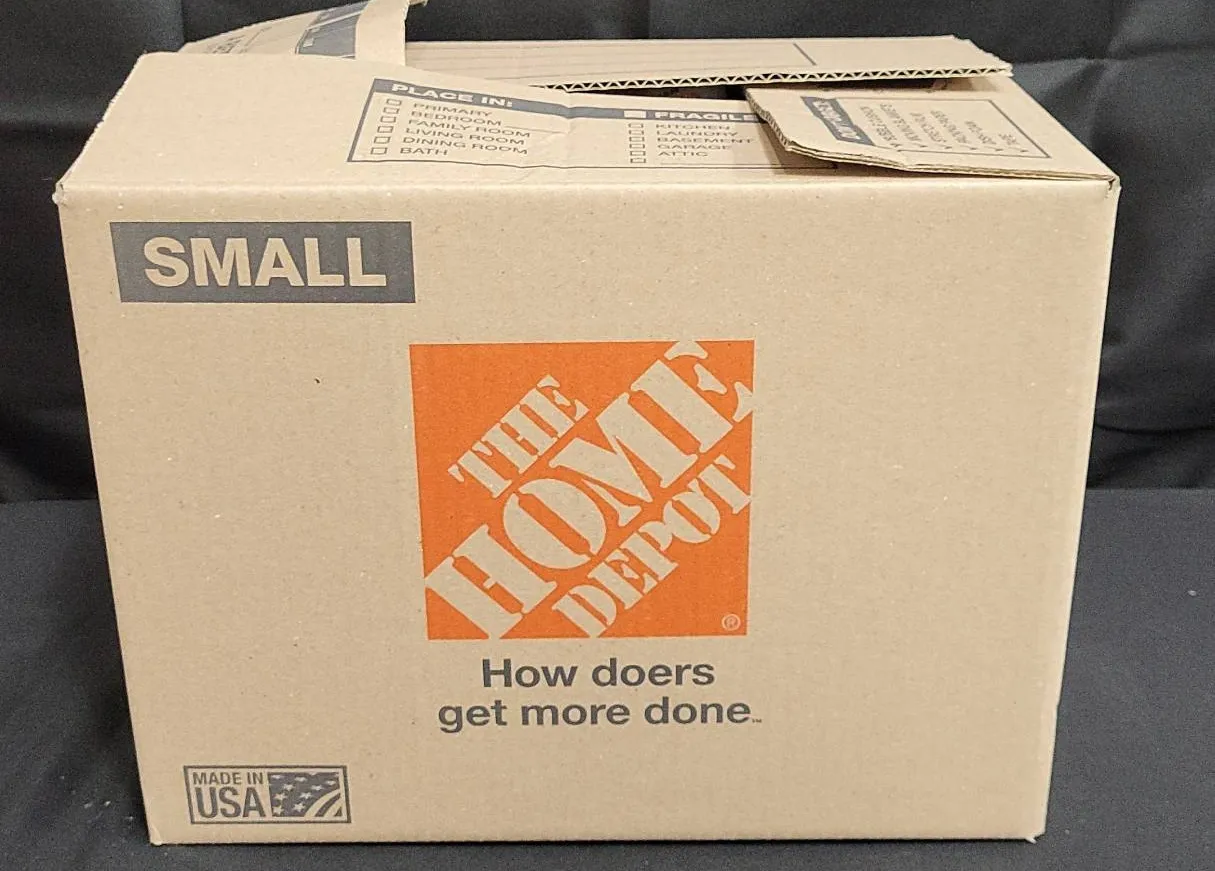 PLACE IN:
PRIMARY
BEDROOM
FAMILY ROOM
LIVING ROOM
DINING ROOM
BATH
FRAGILE
KITCHEN
LAUNDRY
BASEMENT
GARAGE
ATTIC
SMALL
THE
HOME
DEPOT
®
How doers
get more done.™
MADE IN
USA